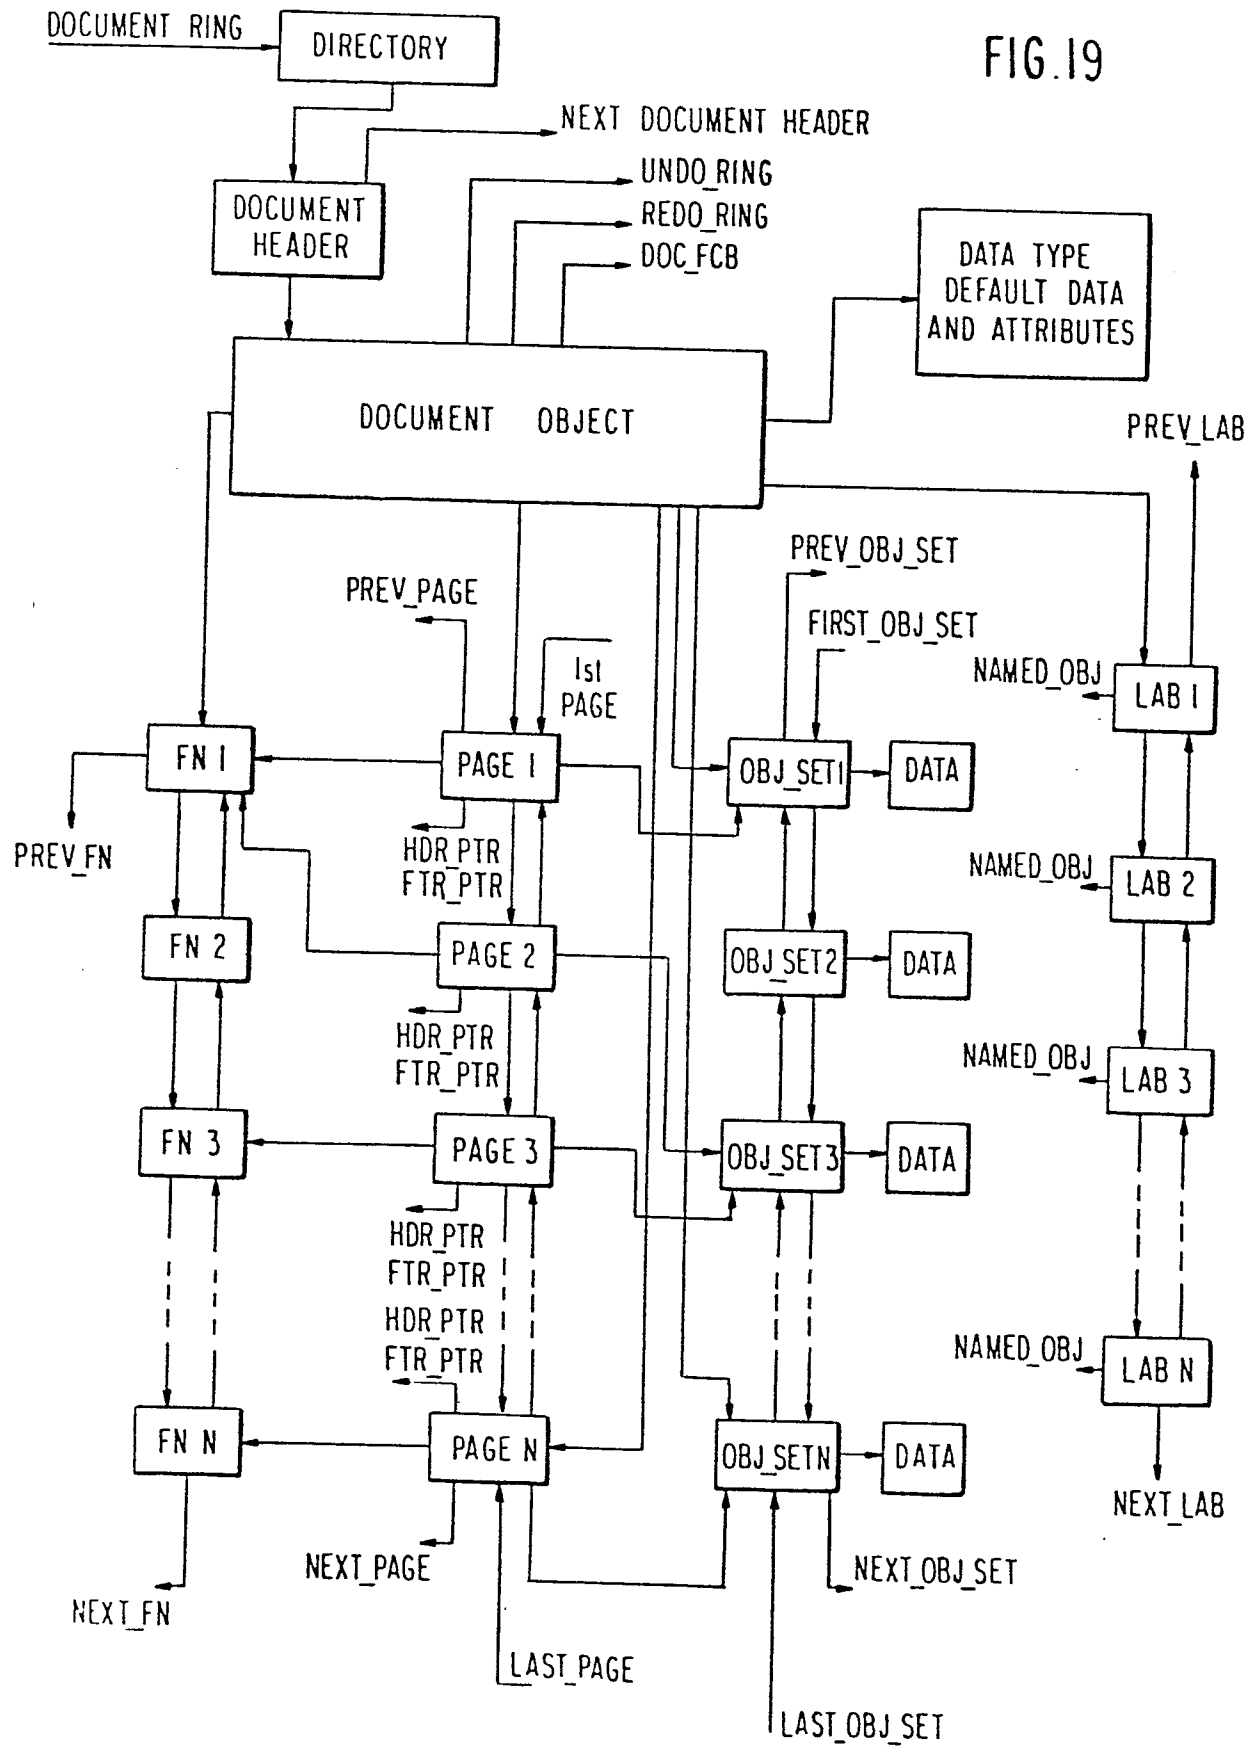 DOCUMENT RING
DIRECTORY
FIG.19
NEXT DOCUMENT HEADER
UNDO_RING
DOCUMENT
HEADER
REDO_RING
DOC_FCB
DATA TYPE
DEFAULT DATA
AND ATTRIBUTES
DOCUMENT OBJECT
PREV_LAB
PREV_OBJ_SET
PREV_PAGE
FIRST_OBJ_SET
1st
PAGE
NAMED_OBJ
LAB 1
FN 1
PAGE 1
OBJ_SET1
DATA
PREV_FN
HDR_PTR
FTR_PTR
NAMED_OBJ
LAB 2
FN 2
PAGE 2
OBJ_SET2
DATA
HDR_PTR
FTR_PTR
NAMED_OBJ
LAB 3
FN 3
PAGE 3
OBJ_SET3
DATA
HDR_PTR
FTR_PTR
HDR_PTR
FTR_PTR
NAMED_OBJ
LAB N
FN N
PAGE N
OBJ_SETN
DATA
NEXT_LAB
NEXT_PAGE
NEXT_OBJ_SET
NEXT_FN
LAST_PAGE
LAST_OBJ_SET